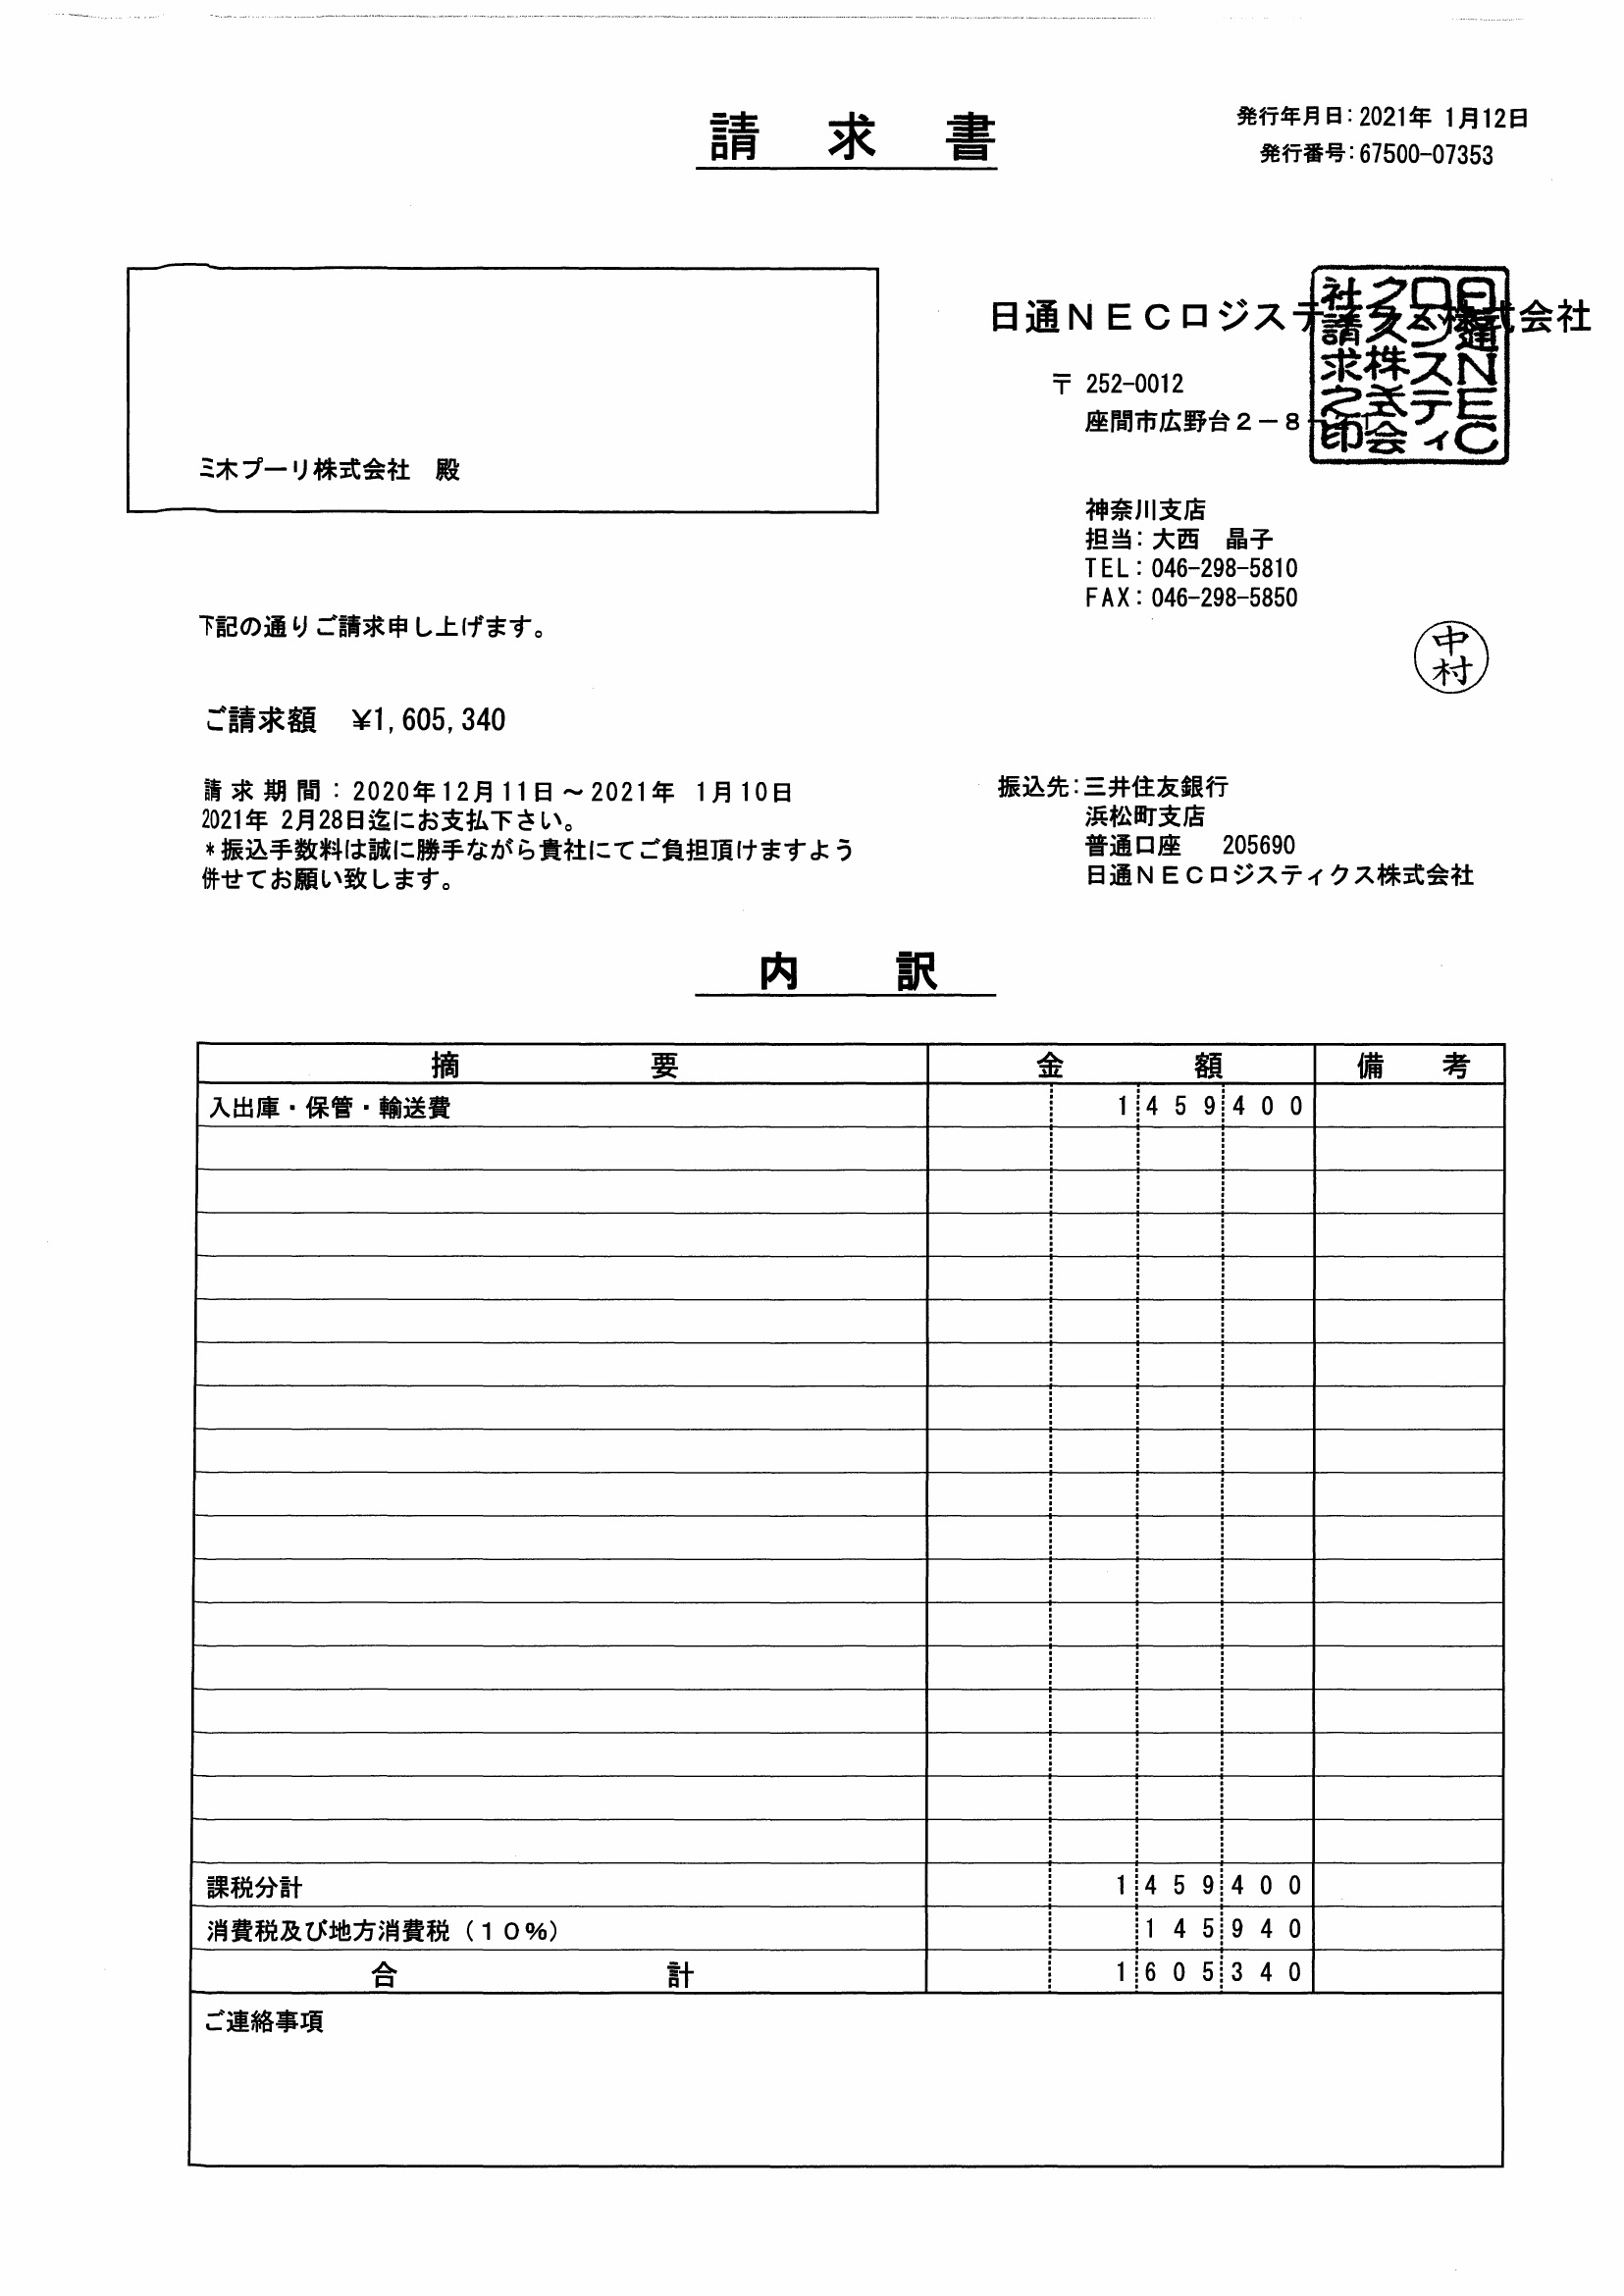 請求書
発行年月日：2021年 1月12日
発行番号：67500-07353
日通ＮＥＣロジスティクス株式会社
日通NEC
ロジスティ
クス株式会
社請求之印
〒 252-0012
座間市広野台２－８
ミ木プーリ株式会社　殿
神奈川支店
担当：大西　晶子
TEL：046-298-5810
FAX：046-298-5850
下記の通りご請求申し上げます。
中村
ご請求額　¥1,605,340
請求期間：2020年12月11日～2021年 1月10日
2021年 2月28日迄にお支払下さい。
＊振込手数料は誠に勝手ながら貴社にてご負担頂けますよう
併せてお願い致します。
振込先：三井住友銀行
浜松町支店
普通口座　205690
日通ＮＥＣロジスティクス株式会社
内訳
摘要　金額　備考
入出庫・保管・輸送費　1459400
課税分計　1459400
消費税及び地方消費税（１０％）　145940
合計　1605340
ご連絡事項